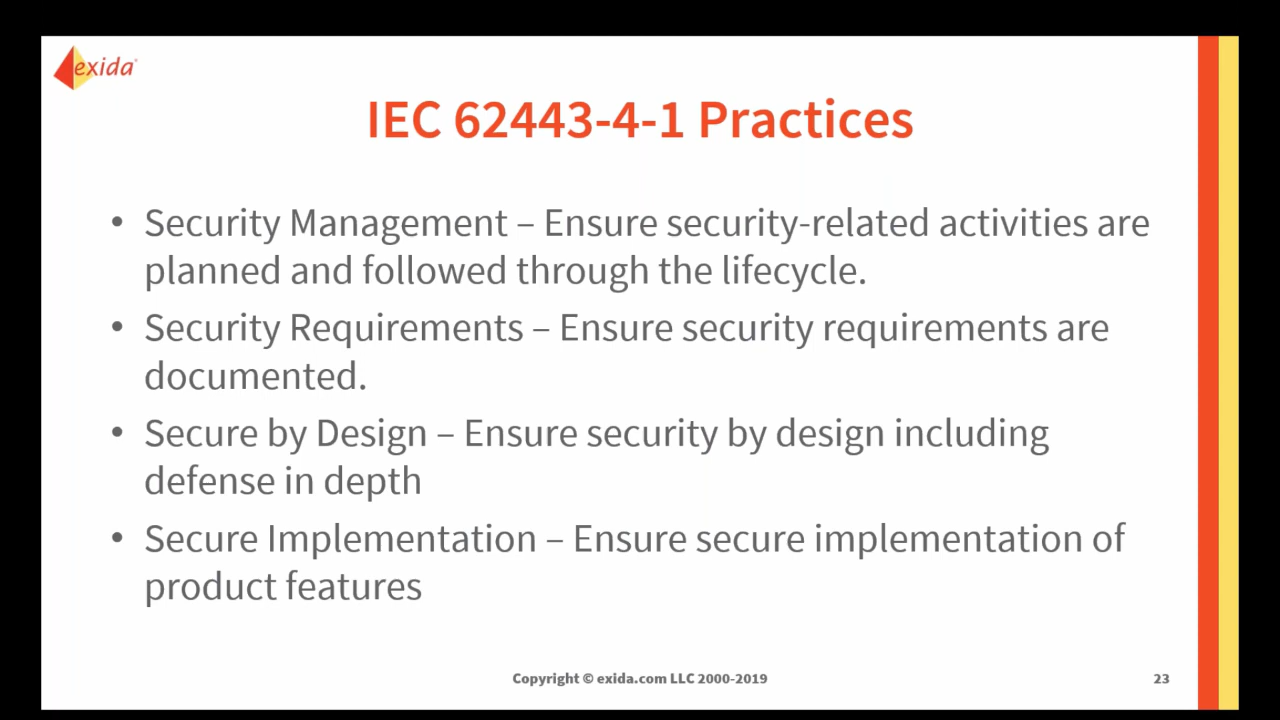 exida
IEC 62443-4-1 Practices
• Security Management – Ensure security-related activities are
planned and followed through the lifecycle.
• Security Requirements – Ensure security requirements are
documented.
• Secure by Design – Ensure security by design including
defense in depth
• Secure Implementation – Ensure secure implementation of
product features
Copyright © exida.com LLC 2000-2019
23